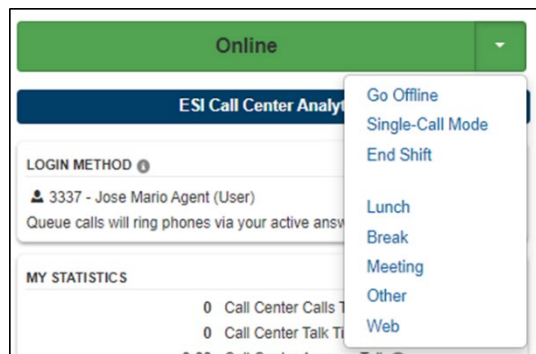 Online
ESI Call Center Analyt
Go Offline
Single-Call Mode
End Shift
Lunch
Break
Meeting
Other
Web
LOGIN METHOD
3337 - Jose Mario Agent (User)
Queue calls will ring phones via your active answ
MY STATISTICS
0 Call Center Calls T
0 Call Center Talk Ti